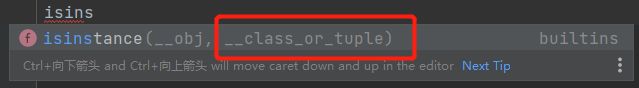 isins
isinstance(__obj, __class_or_tuple) builtins
Ctrl+向下箭头 and Ctrl+向上箭头 will move caret down and up in the editor Next Tip